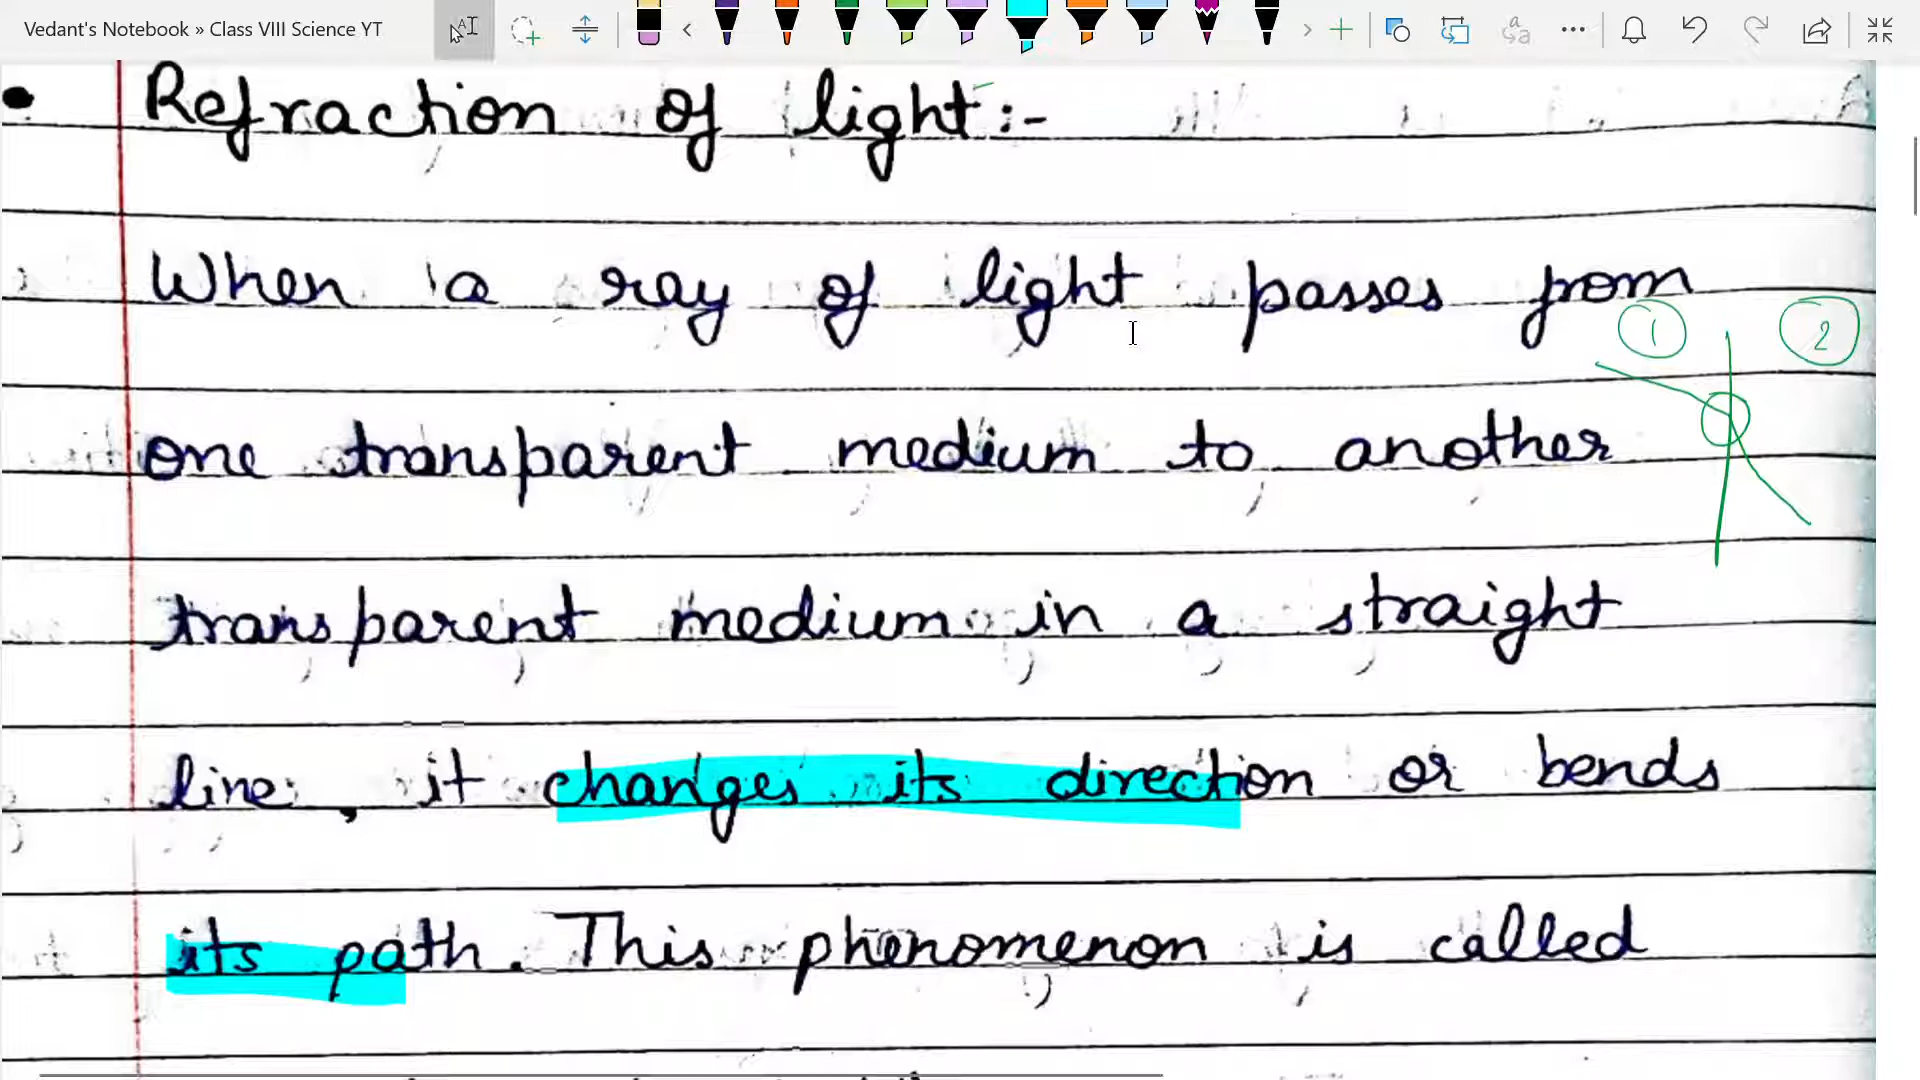 Vedant's Notebook » Class VIII Science YT
• Refraction of light :-
When a ray of light passes from
1 2
one transparent medium to another
transparent medium in a straight
line, it changes its direction or bends
its path. This phenomenon is called